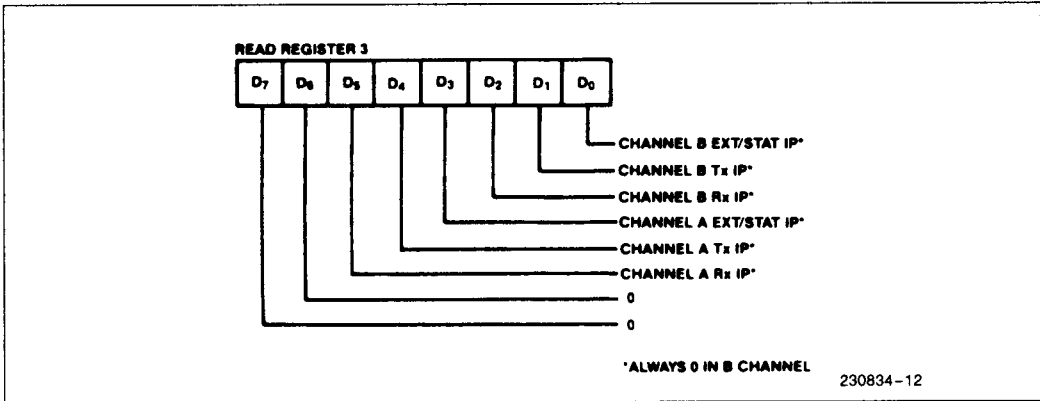 READ REGISTER 3
D7 D6 D5 D4 D3 D2 D1 D0
CHANNEL B EXT/STAT IP*
CHANNEL B Tx IP*
CHANNEL B Rx IP*
CHANNEL A EXT/STAT IP*
CHANNEL A Tx IP*
CHANNEL A Rx IP*
0
0
*ALWAYS 0 IN B CHANNEL
230834-12